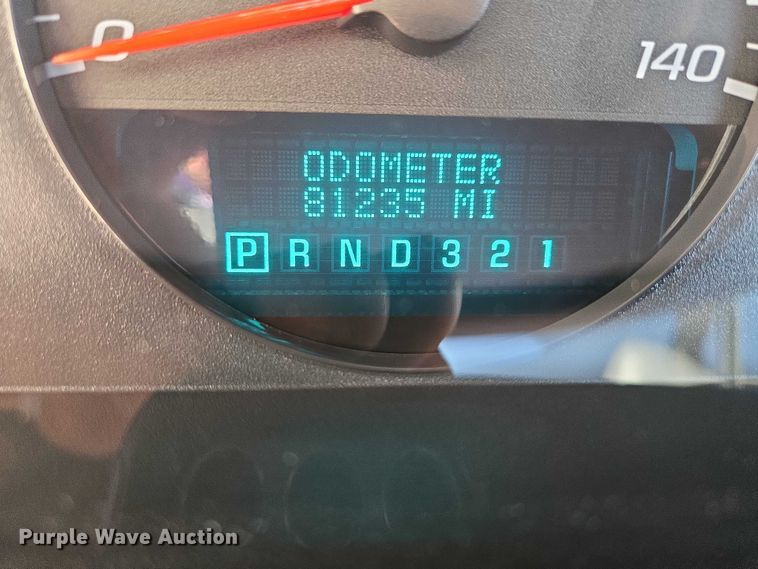 0
140
ODOMETER
81235 MI
P R N D 3 2 1
Purple Wave Auction